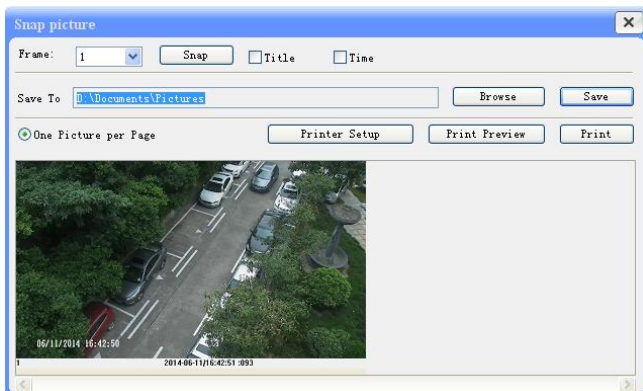 Snap picture
Frame: 1 Snap Title Time
Save To D:\Documents\Pictures Browse Save
One Picture per Page Printer Setup Print Preview Print
06/11/2014 16:42:50
1 2014-06-11/16:42:51 :093